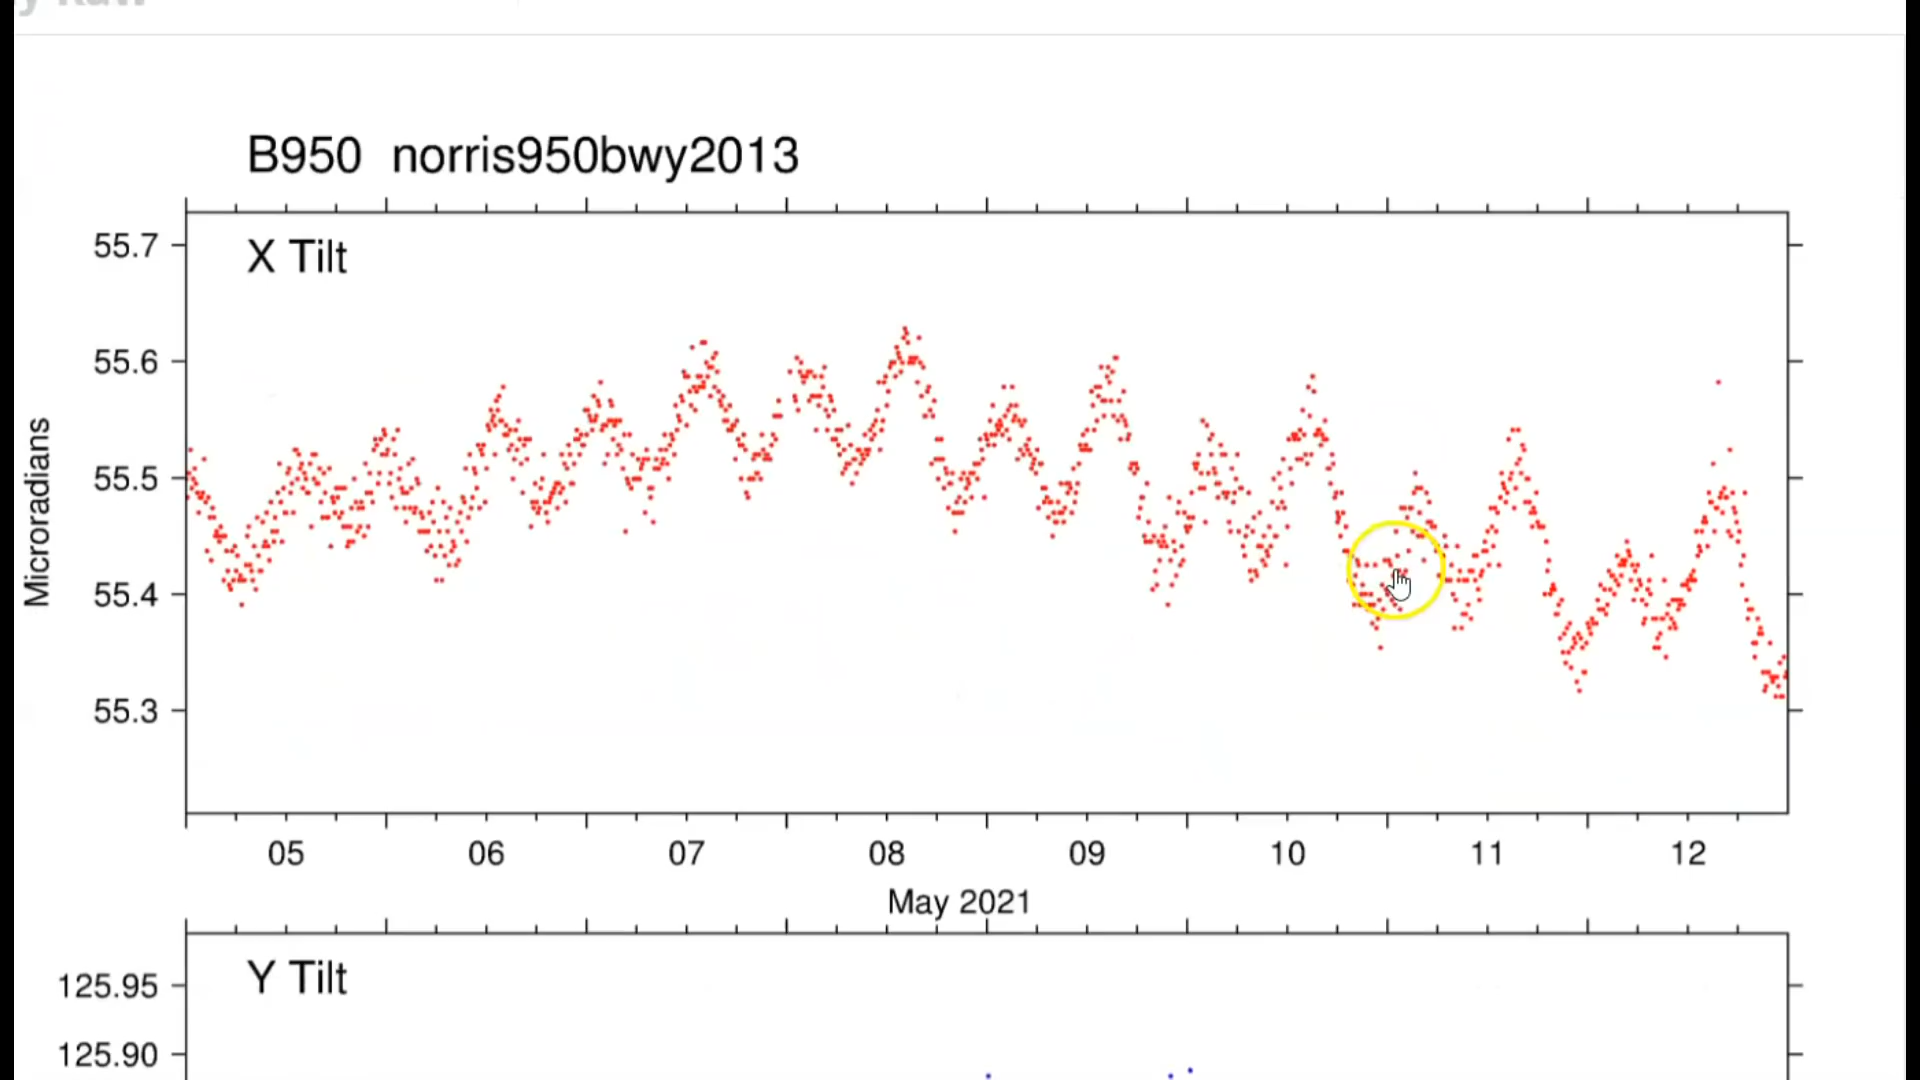 B950 norris950bwy2013
X Tilt
55.7
55.6
55.5
55.4
55.3
Microradians
05 06 07 08 09 10 11 12
May 2021
Y Tilt
125.95
125.90